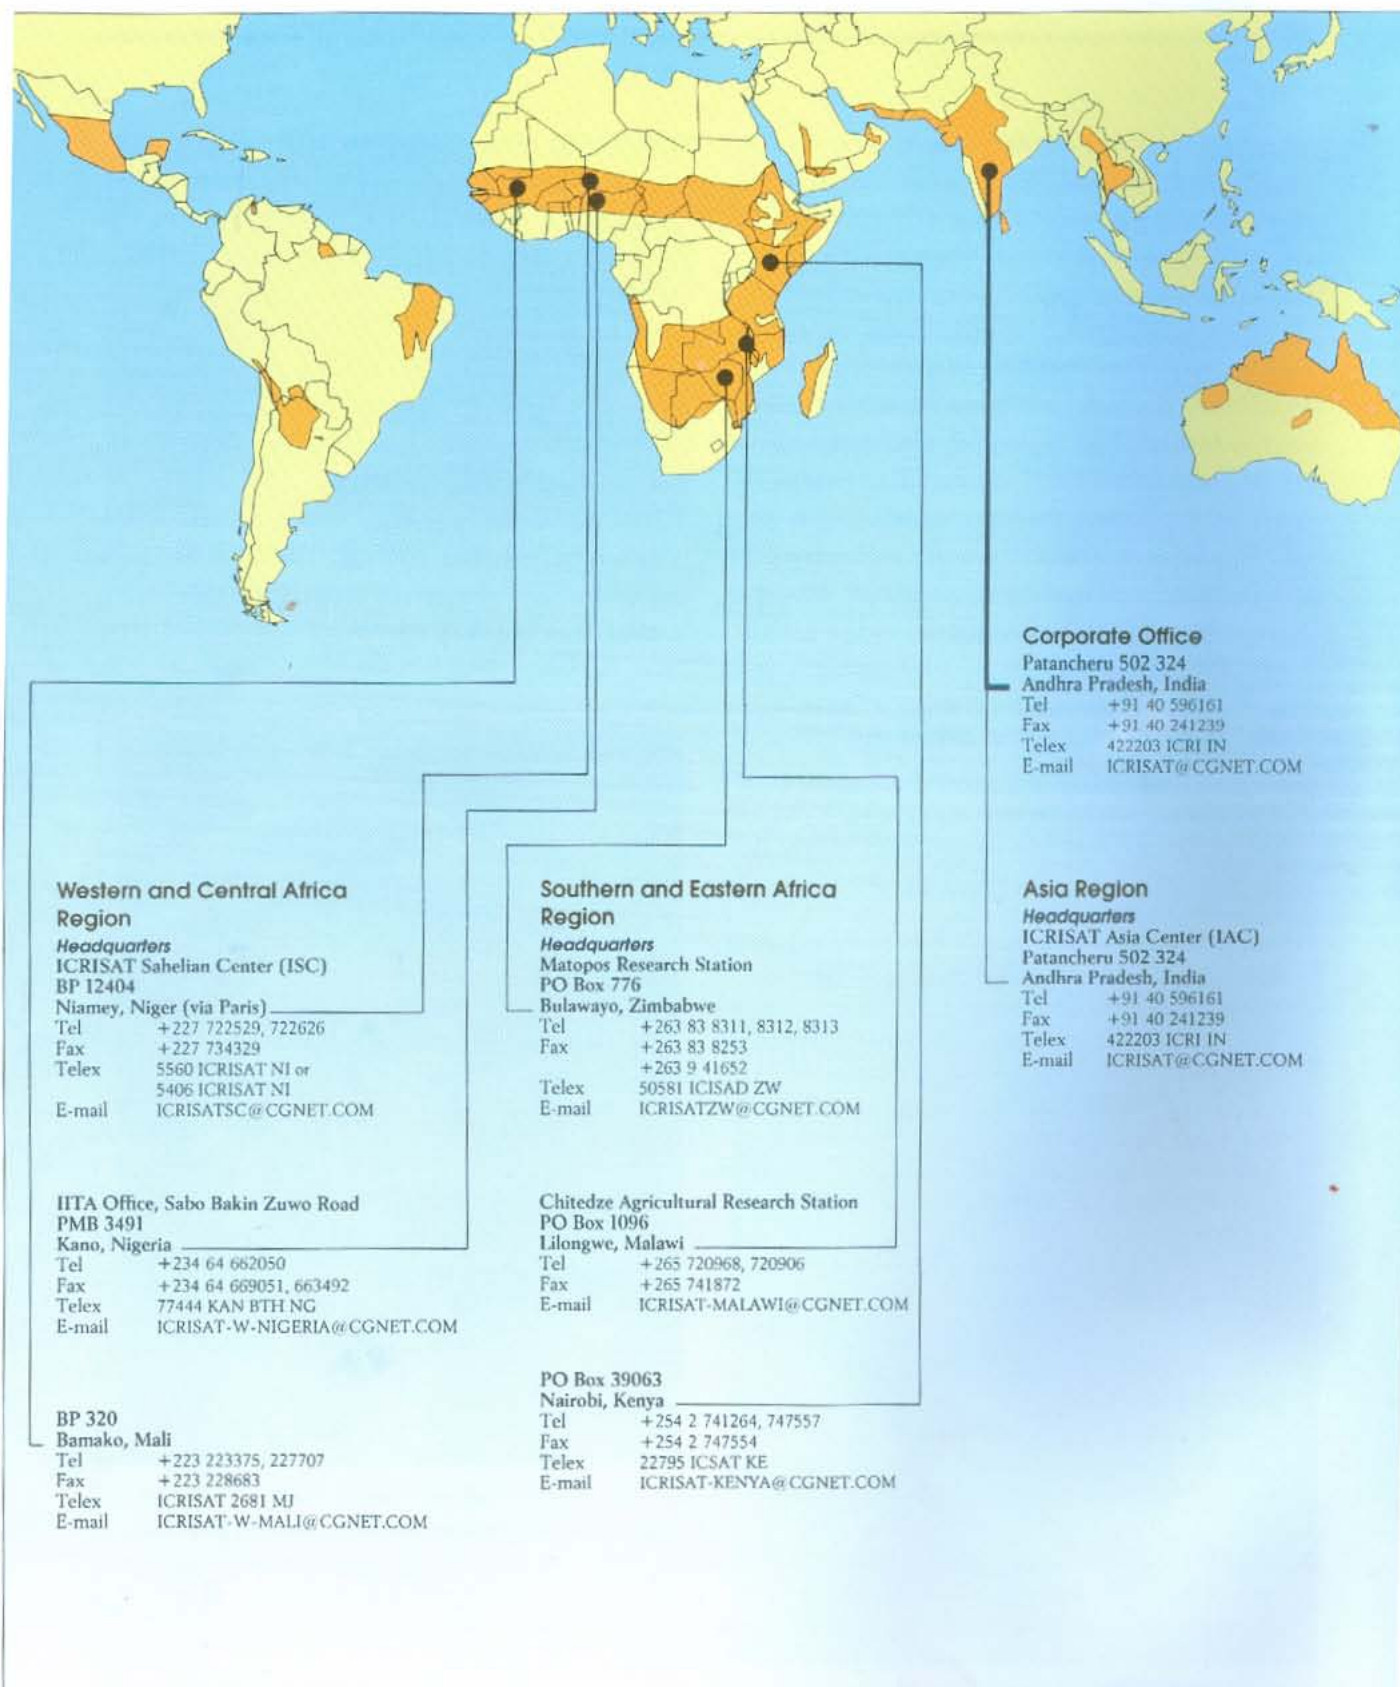 Corporate Office
Patancheru 502 324
Andhra Pradesh, India
Tel +91 40 596161
Fax +91 40 241239
Telex 422203 ICRI IN
E-mail ICRISAT@CGNET.COM
Western and Central Africa
Region
Headquarters
ICRISAT Sahelian Center (ISC)
BP 12404
Niamey, Niger (via Paris)
Tel +227 722529, 722626
Fax +227 734329
Telex 5560 ICRISAT NI or
5406 ICRISAT NI
E-mail ICRISATSC@CGNET.COM
IITA Office, Sabo Bakin Zuwo Road
PMB 3491
Kano, Nigeria
Tel +234 64 662050
Fax +234 64 669051, 663492
Telex 77444 KAN BTH NG
E-mail ICRISAT-W-NIGERIA@CGNET.COM
BP 320
Bamako, Mali
Tel +223 223375, 227707
Fax +223 228683
Telex ICRISAT 2681 MJ
E-mail ICRISAT-W-MALI@CGNET.COM
Southern and Eastern Africa
Region
Headquarters
Matopos Research Station
PO Box 776
Bulawayo, Zimbabwe
Tel +263 83 8311, 8312, 8313
Fax +263 83 8253
+263 9 41652
Telex 50581 ICISAD ZW
E-mail ICRISATZW@CGNET.COM
Chitedze Agricultural Research Station
PO Box 1096
Lilongwe, Malawi
Tel +265 720968, 720906
Fax +265 741872
E-mail ICRISAT-MALAWI@CGNET.COM
PO Box 39063
Nairobi, Kenya
Tel +254 2 741264, 747557
Fax +254 2 747554
Telex 22795 ICSAT KE
E-mail ICRISAT-KENYA@CGNET.COM
Asia Region
Headquarters
ICRISAT Asia Center (IAC)
Patancheru 502 324
Andhra Pradesh, India
Tel +91 40 596161
Fax +91 40 241239
Telex 422203 ICRI IN
E-mail ICRISAT@CGNET.COM